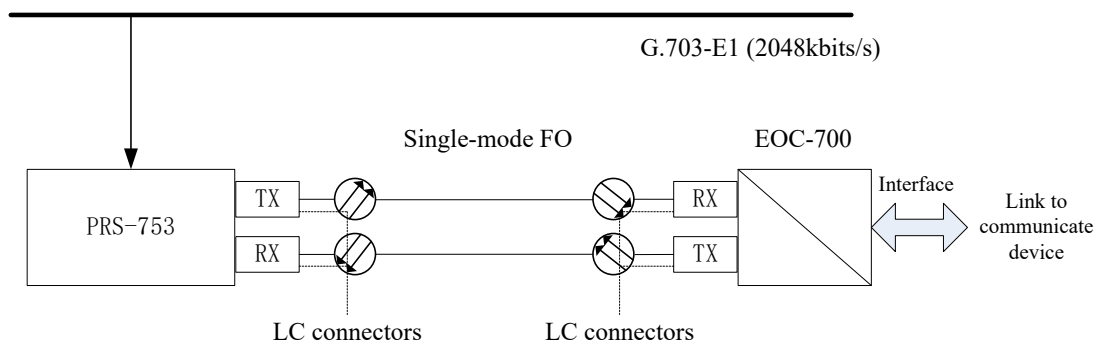 G.703-E1 (2048kbits/s)
Single-mode FO
EOC-700
TX
RX
Interface
Link to
communicate
device
PRS-753
RX
TX
LC connectors
LC connectors